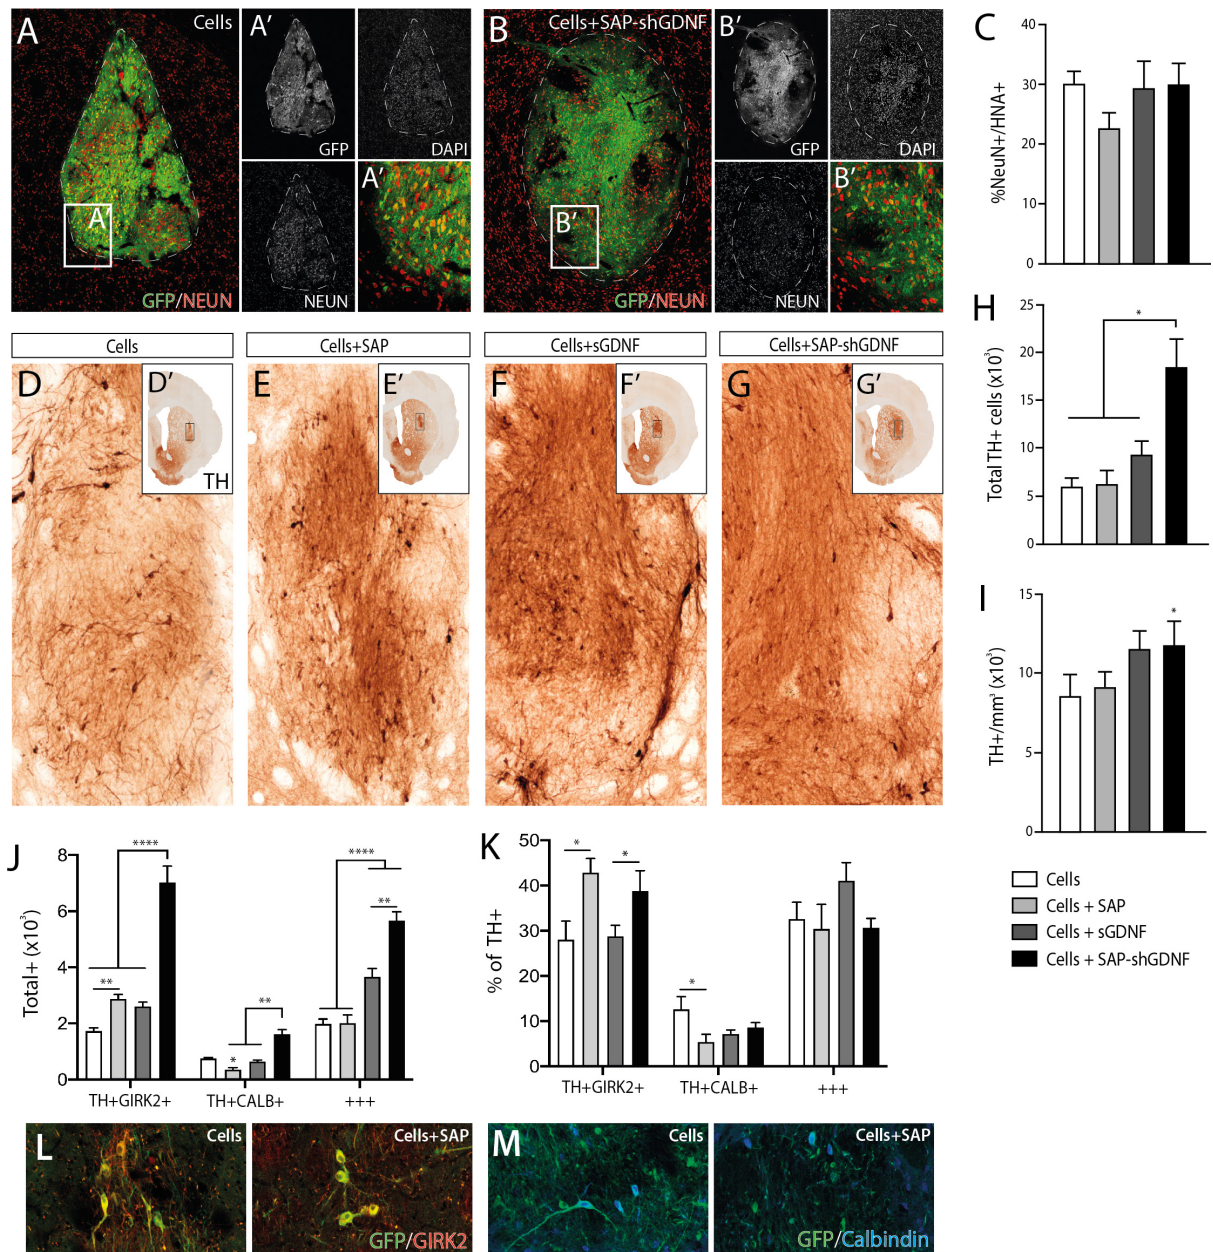 A
Cells
A'
GFP/NEUN
A'
GFP
DAPI
NEUN
A'
B
Cells+SAP-shGDNF
B'
GFP/NEUN
B'
GFP
DAPI
NEUN
B'
C
%NeuN+/HNA+
40
30
20
10
0
Cells
Cells+SAP
Cells+sGDNF
Cells+SAP-shGDNF
D
D'
TH
E
E'
F
F'
G
G'
H
Total TH+ cells (x10³)
25
20
15
10
5
0
*
I
TH+/mm³ (x10³)
15
10
5
0
*
Cells
Cells + SAP
Cells + sGDNF
Cells + SAP-shGDNF
J
Total+ (x10³)
8
6
4
2
0
**
****
*
**
****
**
TH+GIRK2+
TH+CALB+
+++
K
% of TH+
50
40
30
20
10
0
*
*
*
TH+GIRK2+
TH+CALB+
+++
L
Cells
Cells+SAP
GFP/GIRK2
M
Cells
Cells+SAP
GFP/Calbindin